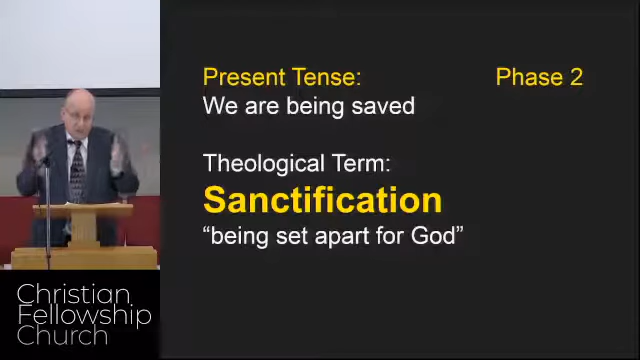 Present Tense: Phase 2
We are being saved
Theological Term:
Sanctification
“being set apart for God”
Christian
Fellowship
Church